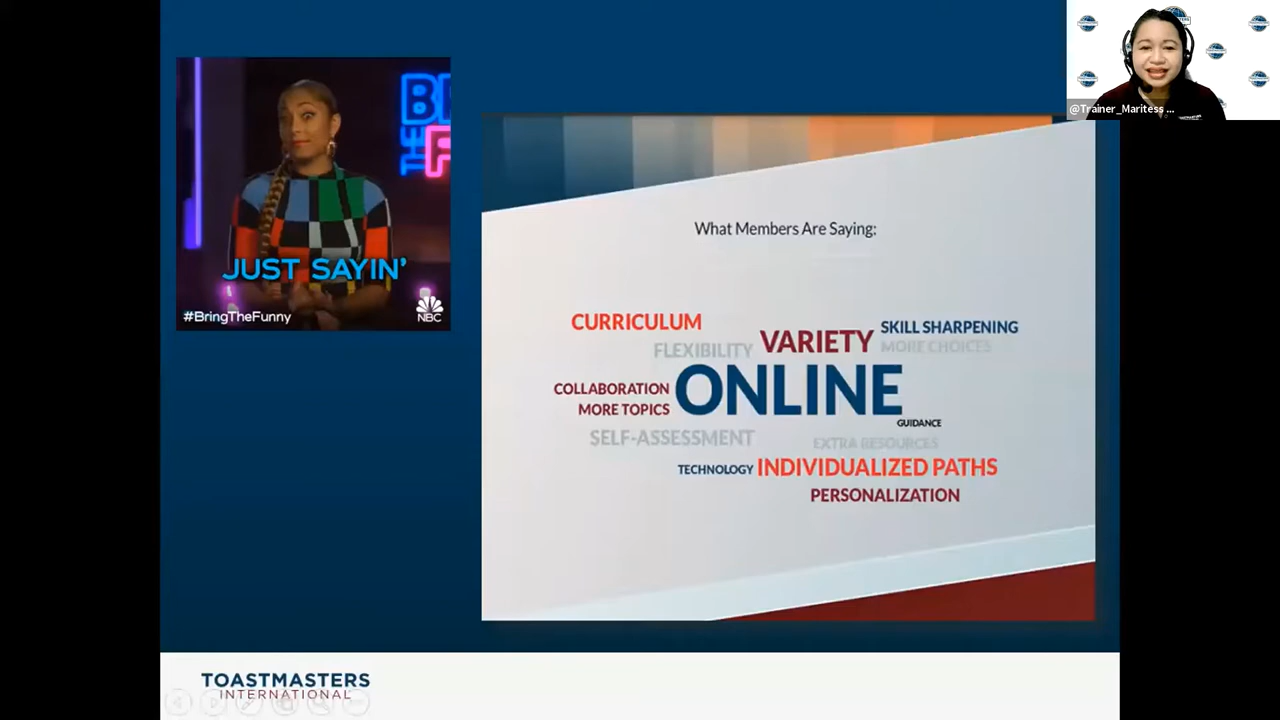 @Trainer_Maritess ...
JUST SAYIN'
#BringTheFunny
NBC
What Members Are Saying:
CURRICULUM
FLEXIBILITY
VARIETY
SKILL SHARPENING
MORE CHOICES
COLLABORATION
MORE TOPICS
ONLINE
GUIDANCE
SELF-ASSESSMENT
EXTRA RESOURCES
TECHNOLOGY
INDIVIDUALIZED PATHS
PERSONALIZATION
TOASTMASTERS
INTERNATIONAL